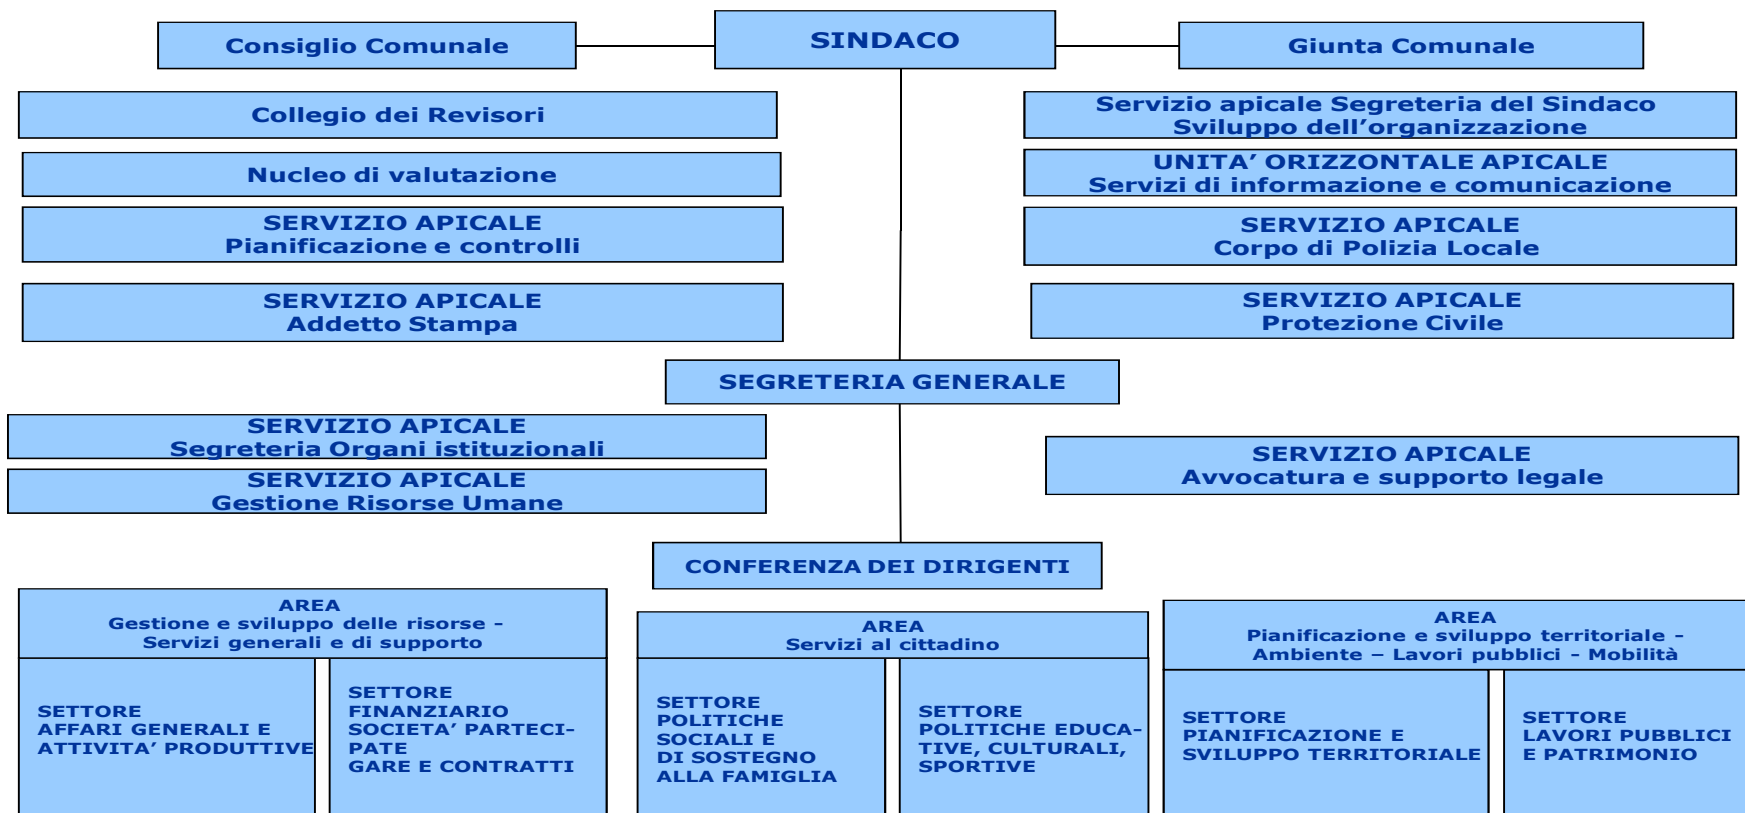 Consiglio Comunale
SINDACO
Giunta Comunale
Collegio dei Revisori
Servizio apicale Segreteria del Sindaco
Sviluppo dell’organizzazione
Nucleo di valutazione
UNITA’ ORIZZONTALE APICALE
Servizi di informazione e comunicazione
SERVIZIO APICALE
Pianificazione e controlli
SERVIZIO APICALE
Corpo di Polizia Locale
SERVIZIO APICALE
Addetto Stampa
SERVIZIO APICALE
Protezione Civile
SEGRETERIA GENERALE
SERVIZIO APICALE
Segreteria Organi istituzionali
SERVIZIO APICALE
Gestione Risorse Umane
SERVIZIO APICALE
Avvocatura e supporto legale
CONFERENZA DEI DIRIGENTI
AREA
Gestione e sviluppo delle risorse -
Servizi generali e di supporto
SETTORE
AFFARI GENERALI E
ATTIVITA’ PRODUTTIVE
SETTORE
FINANZIARIO
SOCIETA’ PARTECI-
PATE
GARE E CONTRATTI
AREA
Servizi al cittadino
SETTORE
POLITICHE
SOCIALI E
DI SOSTEGNO
ALLA FAMIGLIA
SETTORE
POLITICHE EDUCA-
TIVE, CULTURALI,
SPORTIVE
AREA
Pianificazione e sviluppo territoriale -
Ambiente – Lavori pubblici - Mobilità
SETTORE
PIANIFICAZIONE E
SVILUPPO TERRITORIALE
SETTORE
LAVORI PUBBLICI
E PATRIMONIO